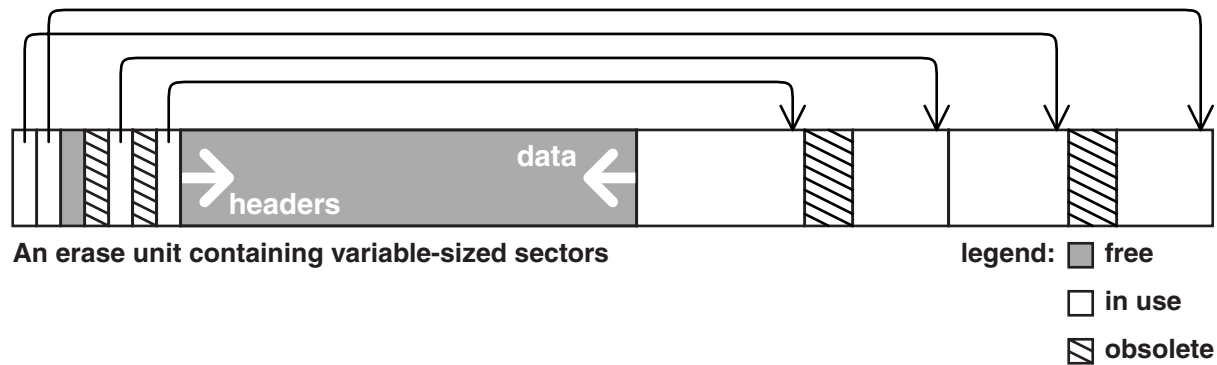 data
headers
An erase unit containing variable-sized sectors
legend: free
in use
obsolete